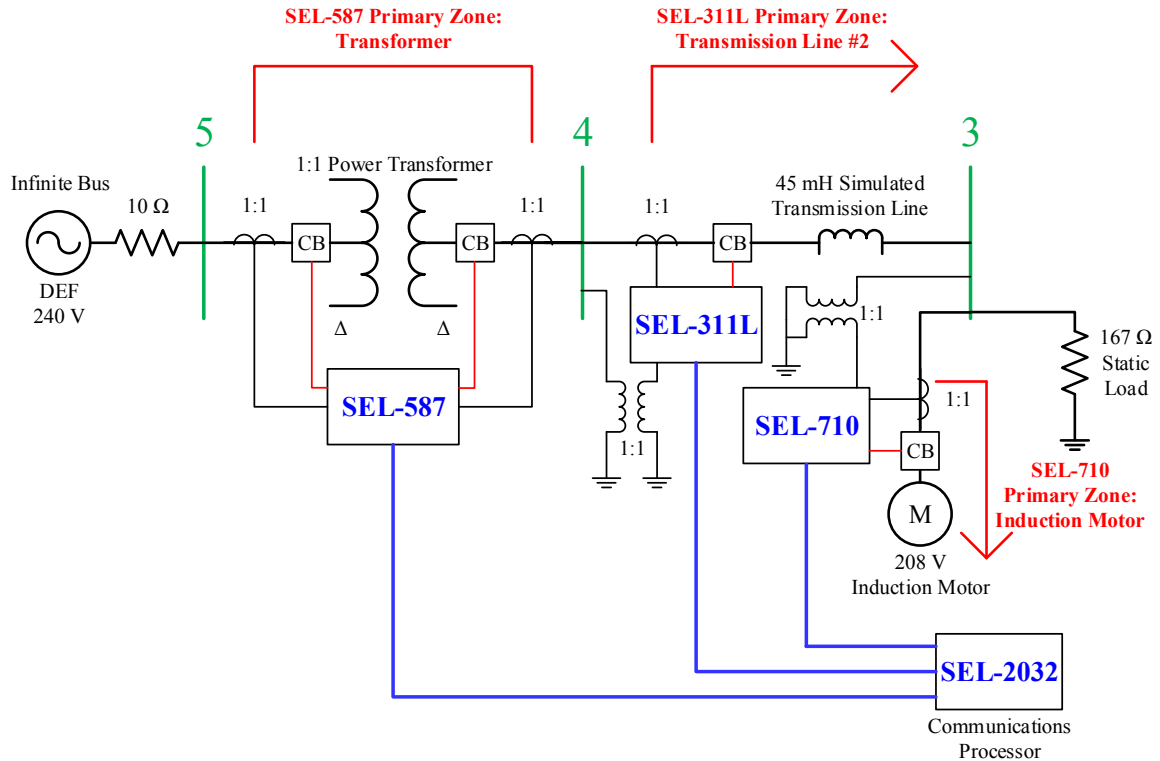 SEL-587 Primary Zone:
Transformer
SEL-311L Primary Zone:
Transmission Line #2
5
4
3
Infinite Bus
10 Ω
1:1
1:1 Power Transformer
1:1
1:1
45 mH Simulated
Transmission Line
CB
CB
CB
DEF
240 V
Δ
Δ
SEL-587
SEL-311L
1:1
1:1
SEL-710
1:1
CB
167 Ω
Static
Load
SEL-710
Primary Zone:
Induction Motor
M
208 V
Induction Motor
SEL-2032
Communications
Processor